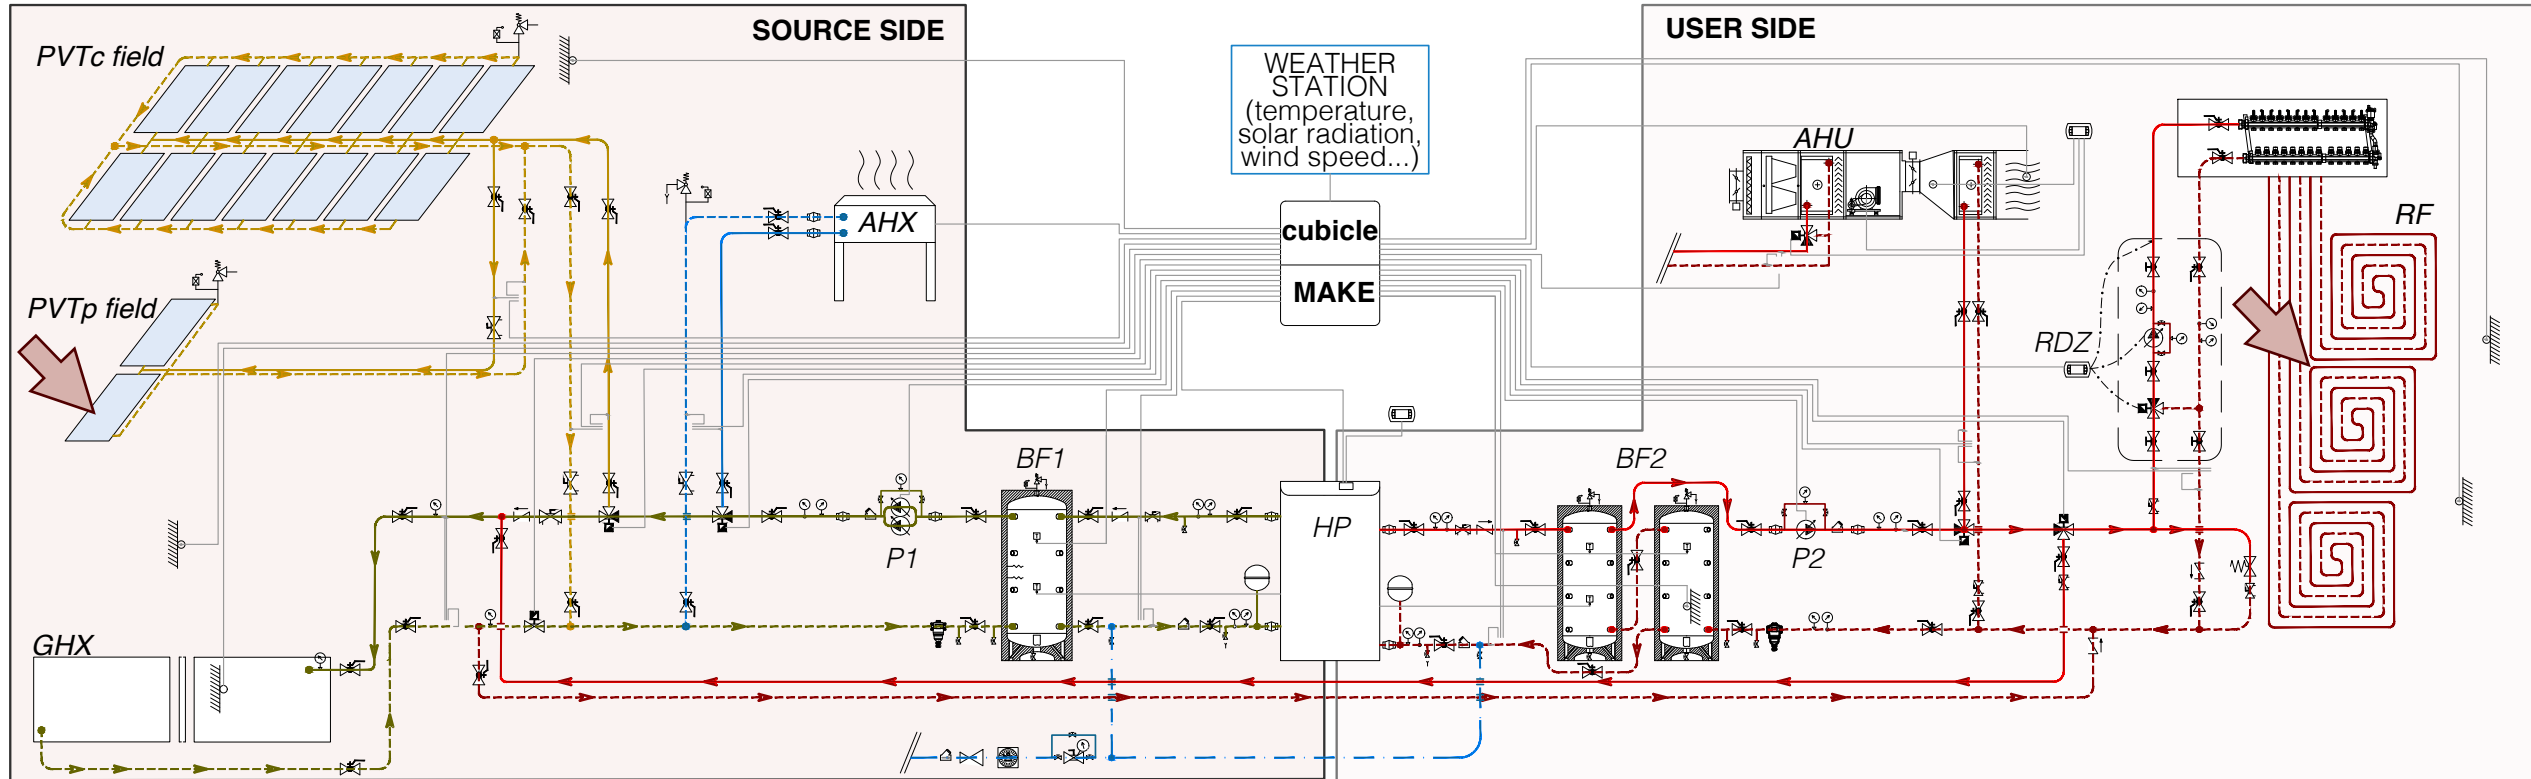 SOURCE SIDE
USER SIDE
PVTc field
WEATHER
STATION
(temperature,
solar radiation,
wind speed...)
AHU
AHX
cubicle
MAKE
RF
PVTp field
RDZ
BF1
BF2
HP
P1
P2
GHX